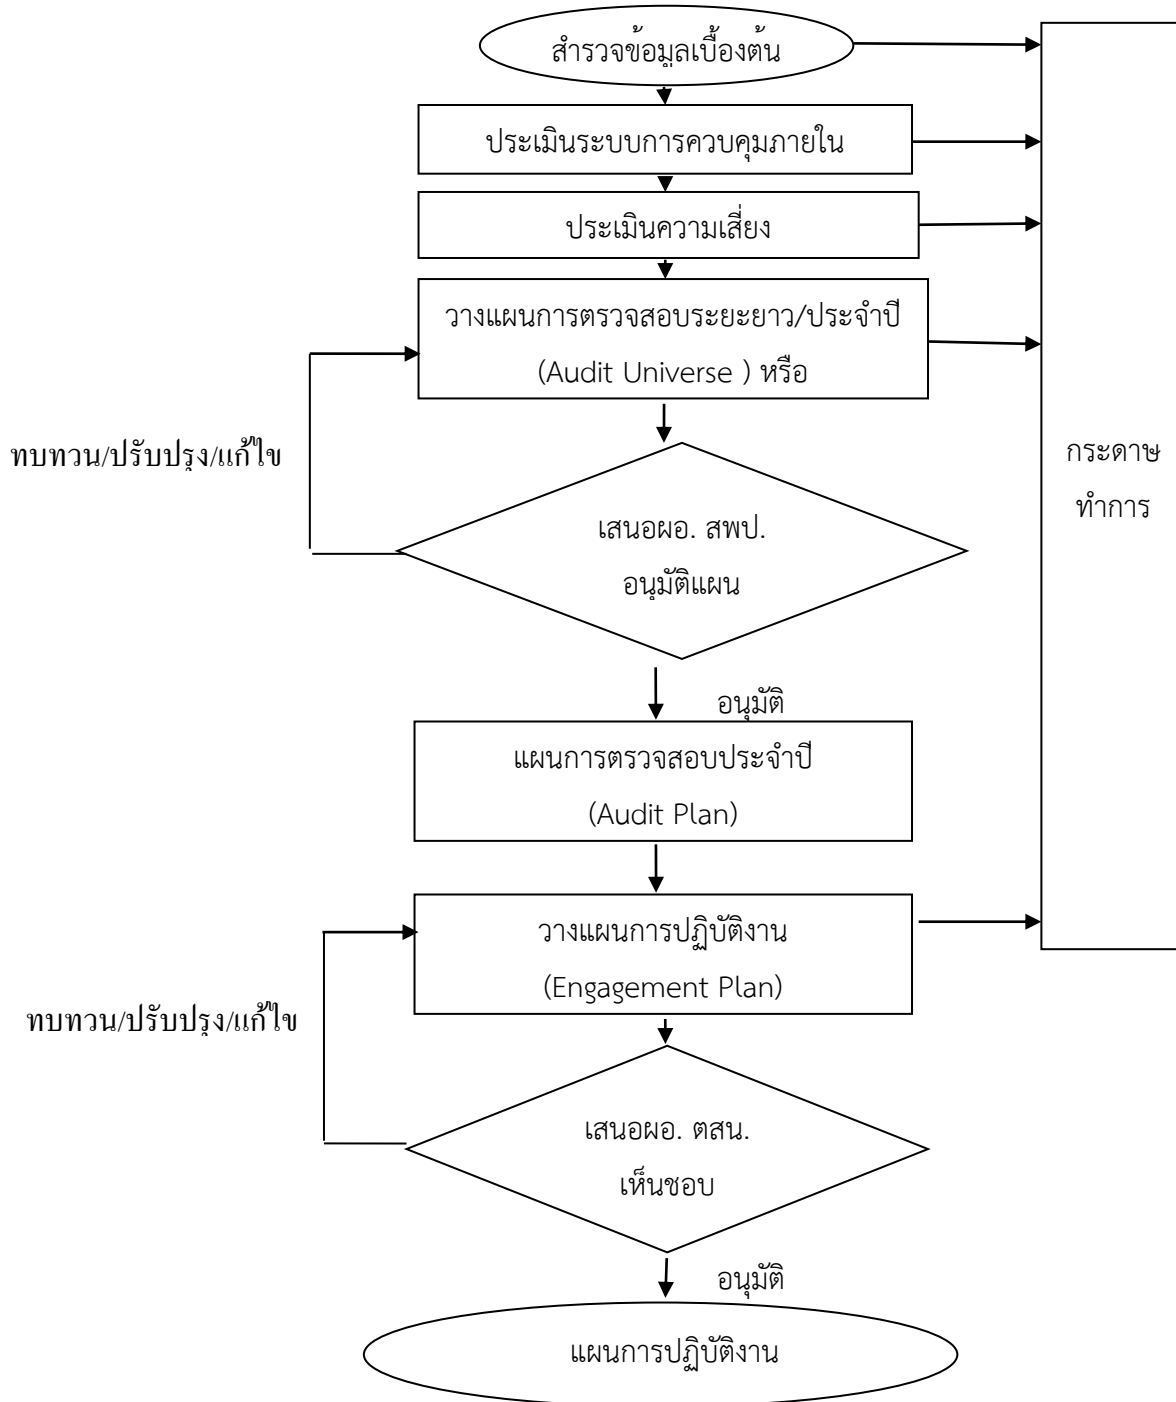 สำรวจข้อมูลเบื้องต้น
ประเมินระบบการควบคุมภายใน
ประเมินความเสี่ยง
วางแผนการตรวจสอบระยะยาว/ประจำปี
(Audit Universe ) หรือ
ทบทวน/ปรับปรุง/แก้ไข
กระดาษ
ทำการ
เสนอผอ. สพป.
อนุมัติแผน
อนุมัติ
แผนการตรวจสอบประจำปี
(Audit Plan)
วางแผนการปฏิบัติงาน
(Engagement Plan)
ทบทวน/ปรับปรุง/แก้ไข
เสนอผอ. ตสน.
เห็นชอบ
อนุมัติ
แผนการปฏิบัติงาน